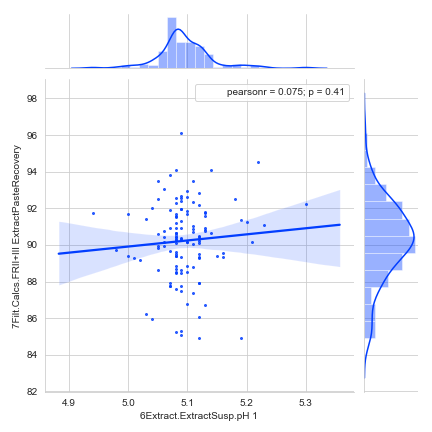 pearsonr = 0.075; p = 0.41
98
96
94
92
90
88
86
84
82
7Filt.Calcs.FRII+III ExtractPasteRecovery
4.9 5.0 5.1 5.2 5.3
6Extract.ExtractSusp.pH 1